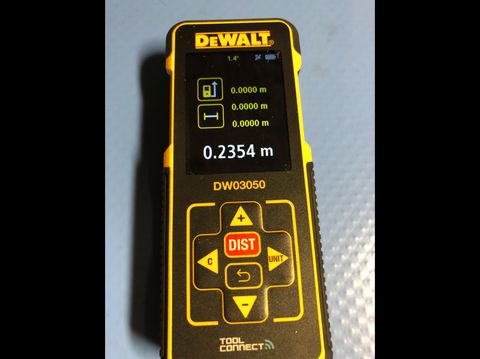 DEWALT®
1.4°
0.0000 m
0.0000 m
0.0000 m
0.2354 m
DW03050
+
DIST
C
UNIT
−
TOOL
CONNECT